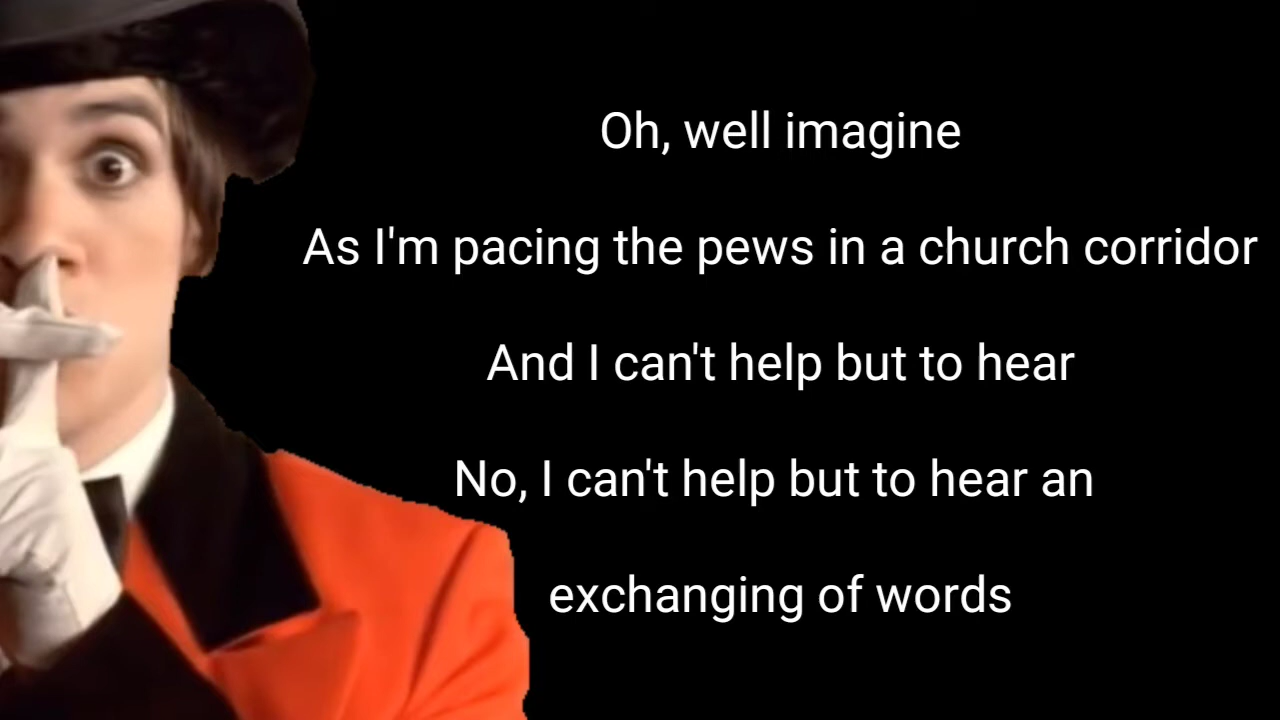 Oh, well imagine
As I'm pacing the pews in a church corridor
And I can't help but to hear
No, I can't help but to hear an
exchanging of words